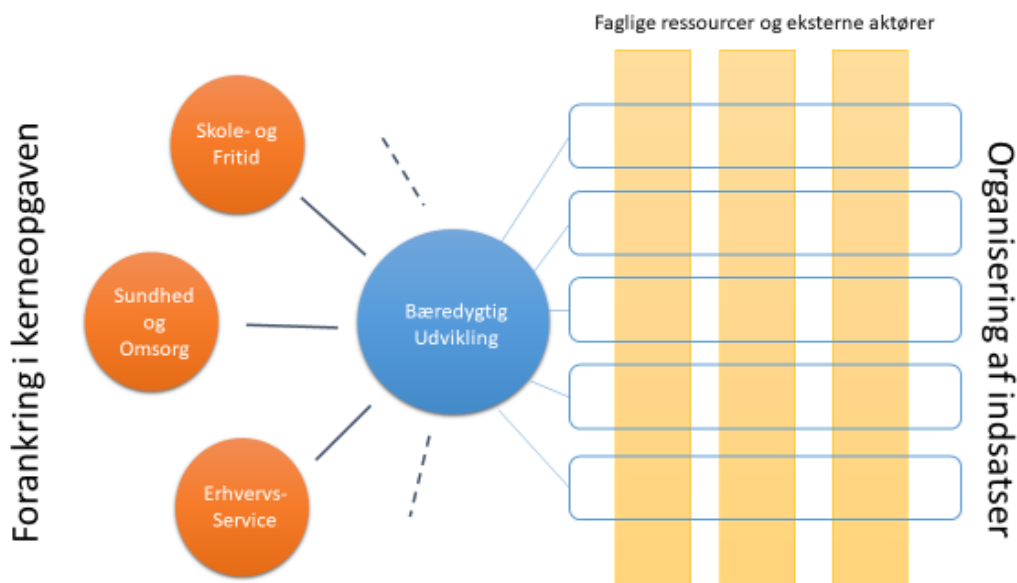 Faglige ressourcer og eksterne aktører
Forankring i kerneopgaven
Skole- og
Fritid
Sundhed
og
Omsorg
Erhvervs-
Service
Bæredygtig
Udvikling
Organisering af indsatser